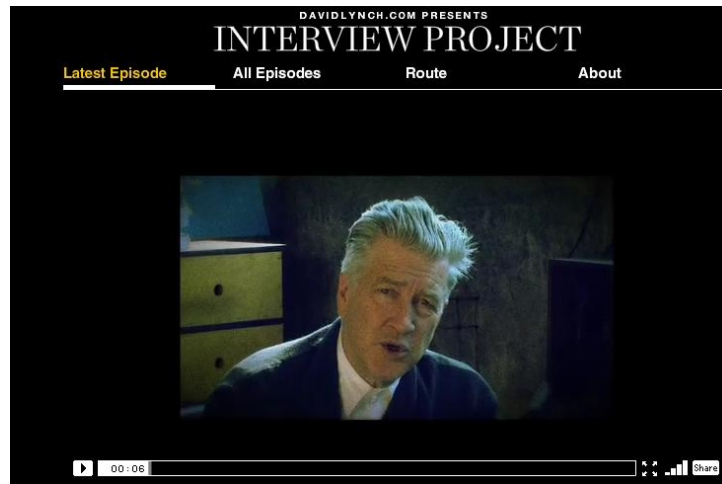 DAVIDLYNCH.COM PRESENTS
INTERVIEW PROJECT
Latest Episode All Episodes Route About
00:06 Share